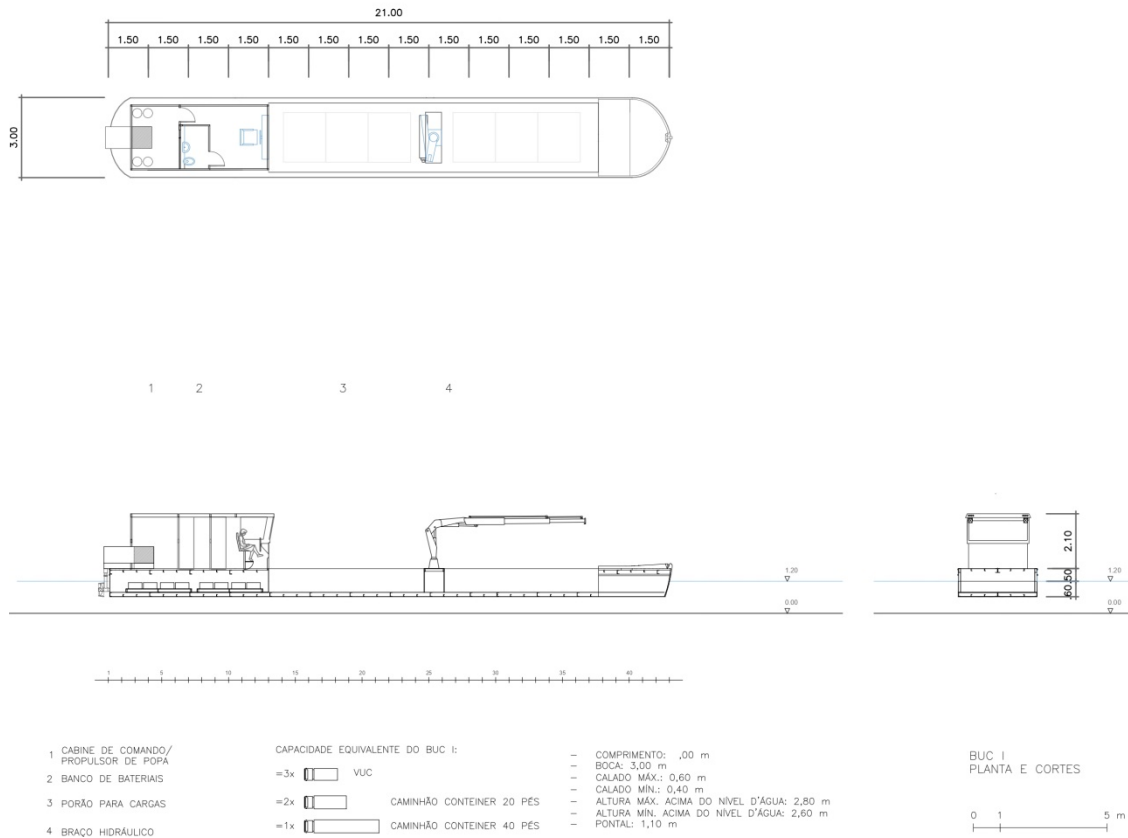 21.00
1.50 1.50 1.50 1.50 1.50 1.50 1.50 1.50 1.50 1.50 1.50 1.50 1.50 1.50
3.00
1 2 3 4
2.10
1.20 .60 .50 1.20
0.00 0.00
1 5 10 15 20 25 30 35 40
1 CABINE DE COMANDO/
PROPULSOR DE POPA
2 BANCO DE BATERIAIS
3 PORÃO PARA CARGAS
4 BRAÇO HIDRÁULICO
CAPACIDADE EQUIVALENTE DO BUC I:
=3x VUC
=2x CAMINHÃO CONTEINER 20 PÉS
=1x CAMINHÃO CONTEINER 40 PÉS
– COMPRIMENTO: ,00 m
– BOCA: 3,00 m
– CALADO MÁX.: 0,60 m
– CALADO MÍN.: 0,40 m
– ALTURA MÁX. ACIMA DO NÍVEL D'ÁGUA: 2,80 m
– ALTURA MÍN. ACIMA DO NÍVEL D'ÁGUA: 2,60 m
– PONTAL: 1,10 m
BUC I
PLANTA E CORTES
0 1 5 m